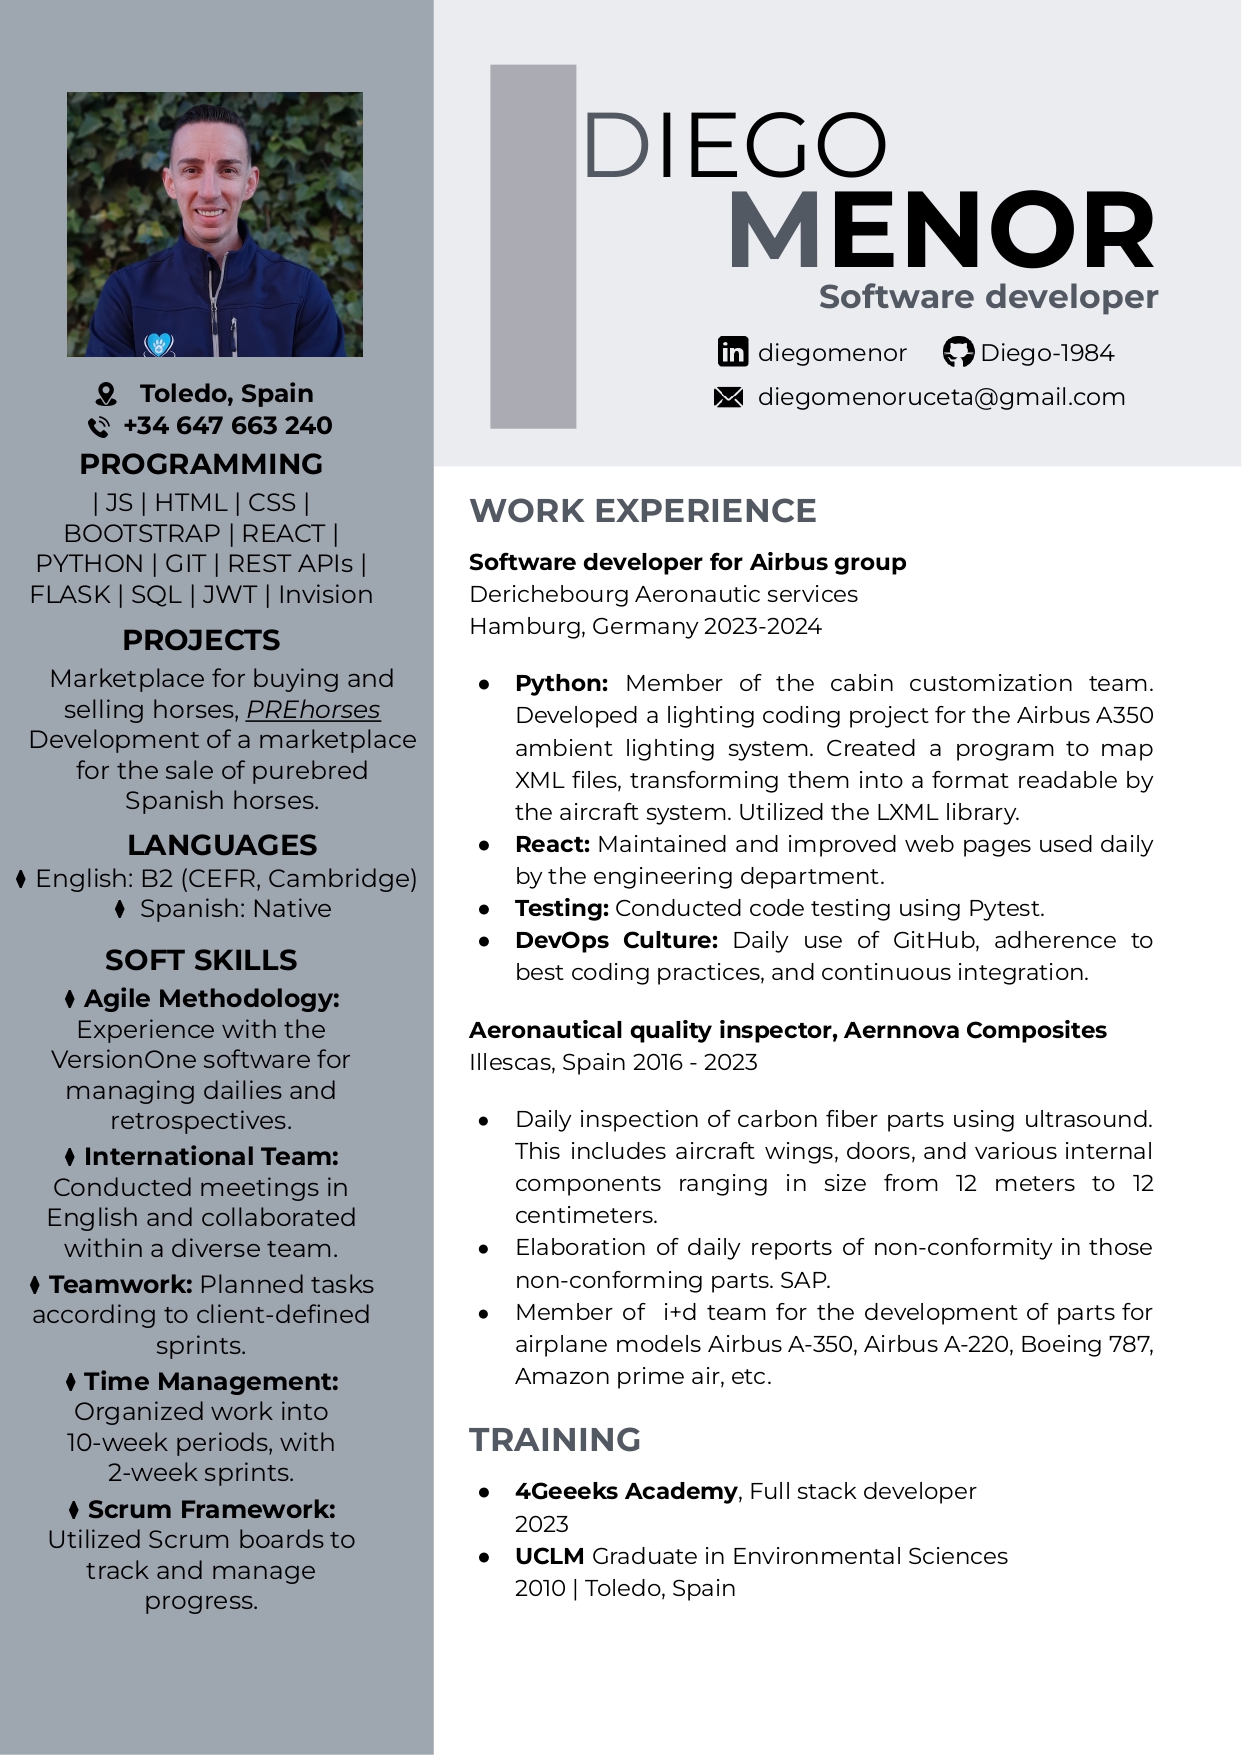 DIEGO
MENOR
Software developer
diegomenor Diego-1984
diegomenoruceta@gmail.com
Toledo, Spain
+34 647 663 240
PROGRAMMING
| JS | HTML | CSS |
BOOTSTRAP | REACT |
PYTHON | GIT | REST APIs |
FLASK | SQL | JWT | Invision
PROJECTS
Marketplace for buying and
selling horses, PREhorses
Development of a marketplace
for the sale of purebred
Spanish horses.
LANGUAGES
⧫ English: B2 (CEFR, Cambridge)
⧫ Spanish: Native
SOFT SKILLS
⧫ Agile Methodology:
Experience with the
VersionOne software for
managing dailies and
retrospectives.
⧫ International Team:
Conducted meetings in
English and collaborated
within a diverse team.
⧫ Teamwork: Planned tasks
according to client-defined
sprints.
⧫ Time Management:
Organized work into
10-week periods, with
2-week sprints.
⧫ Scrum Framework:
Utilized Scrum boards to
track and manage
progress.
WORK EXPERIENCE
Software developer for Airbus group
Derichebourg Aeronautic services
Hamburg, Germany 2023-2024
● Python: Member of the cabin customization team.
Developed a lighting coding project for the Airbus A350
ambient lighting system. Created a program to map
XML files, transforming them into a format readable by
the aircraft system. Utilized the LXML library.
● React: Maintained and improved web pages used daily
by the engineering department.
● Testing: Conducted code testing using Pytest.
● DevOps Culture: Daily use of GitHub, adherence to
best coding practices, and continuous integration.
Aeronautical quality inspector, Aernnova Composites
Illescas, Spain 2016 - 2023
● Daily inspection of carbon fiber parts using ultrasound.
This includes aircraft wings, doors, and various internal
components ranging in size from 12 meters to 12
centimeters.
● Elaboration of daily reports of non-conformity in those
non-conforming parts. SAP.
● Member of i+d team for the development of parts for
airplane models Airbus A-350, Airbus A-220, Boeing 787,
Amazon prime air, etc.
TRAINING
● 4Geeeks Academy, Full stack developer
2023
● UCLM Graduate in Environmental Sciences
2010 | Toledo, Spain